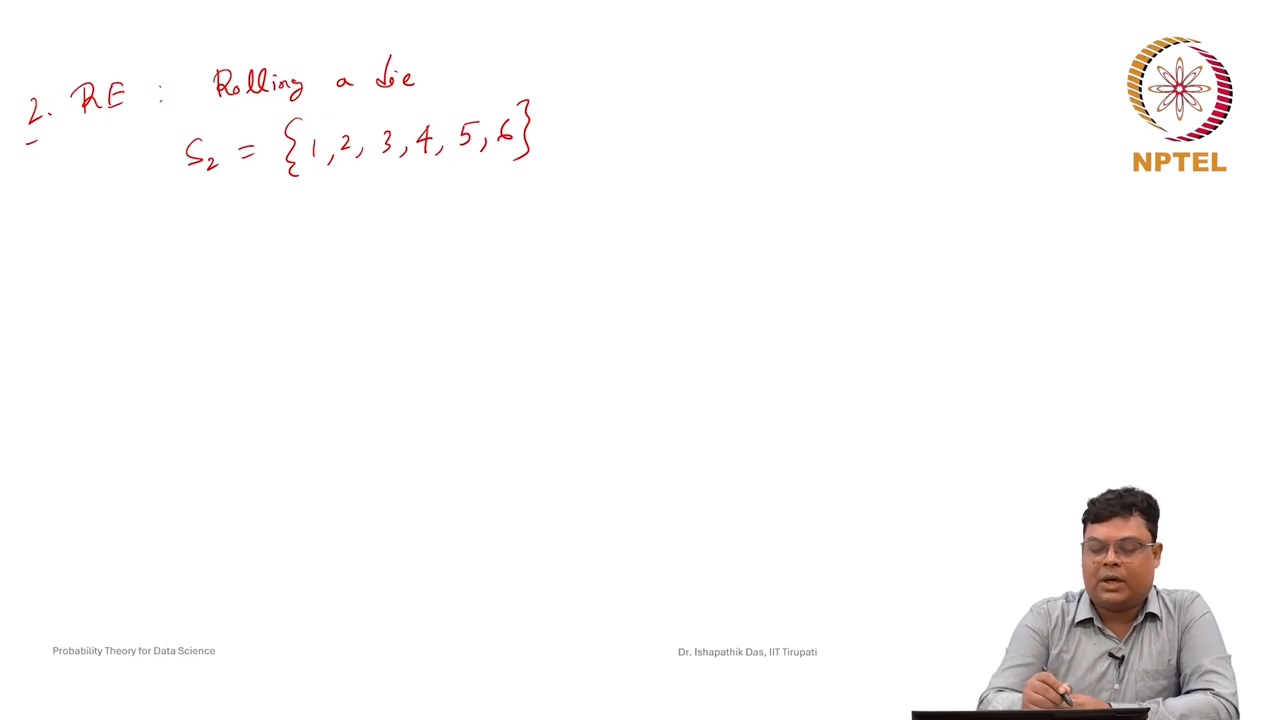 2. RE : Rolling a die
S₂ = {1, 2, 3, 4, 5, 6}
NPTEL
Probability Theory for Data Science
Dr. Ishapathik Das, IIT Tirupati